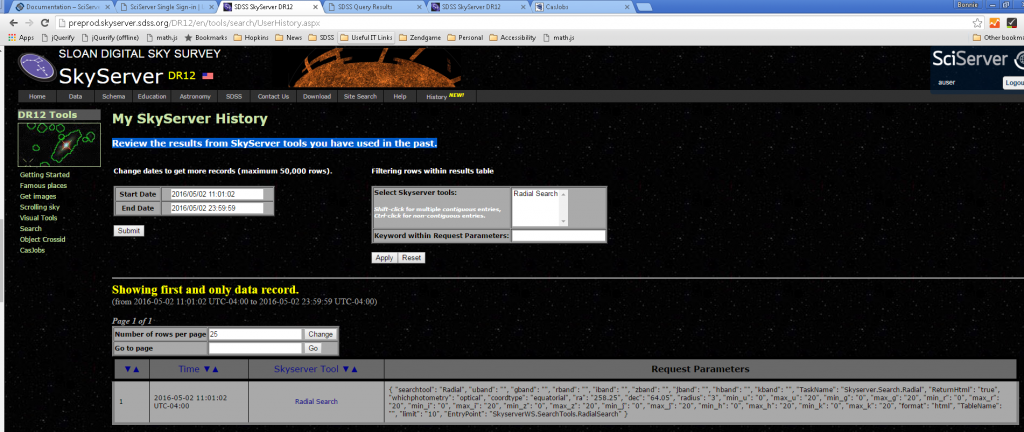 Documentation – SciServ
SciServer Single Sign-in | L
SDSS SkyServer DR12
SDSS Query Results
SDSS SkyServer DR12
CasJobs
Bonnie
preprod.skyserver.sdss.org/DR12/en/tools/search/UserHistory.aspx
Apps
jQuerify
jQuerify (offline)
math.js
Bookmarks
Hopkins
News
SDSS
Useful IT Links
Zendgame
Personal
Accessibility
math.js
Other bookma
SLOAN DIGITAL SKY SURVEY
SkyServer DR12
SciServer
auser
Logou
Home
Data
Schema
Education
Astronomy
SDSS
Contact Us
Download
Site Search
Help
History NEW!
DR12 Tools
Getting Started
Famous places
Get images
Scrolling sky
Visual Tools
Search
Object Crossid
CasJobs
My SkyServer History
Review the results from SkyServer tools you have used in the past.
Change dates to get more records (maximum 50,000 rows).
Start Date 2016/05/02 11:01:02
End Date 2016/05/02 23:59:59
Submit
Filtering rows within results table
Select Skyserver tools:
Shift-click for multiple contiguous entries,
Ctrl-click for non-contiguous entries.
Radial Search
Keyword within Request Parameters:
Apply Reset
Showing first and only data record.
(from 2016-05-02 11:01:02 UTC-04:00 to 2016-05-02 23:59:59 UTC-04:00)
Page 1 of 1
Number of rows per page 25 Change
Go to page Go
▼▲ Time ▼▲ Skyserver Tool ▼▲ Request Parameters
1
2016-05-02 11:01:02
UTC-04:00
Radial Search
{ "searchtool": "Radial", "uband": "", "gband": "", "rband": "", "iband": "", "zband": "", "jband": "", "hband": "", "kband": "", "TaskName": "Skyserver.Search.Radial", "ReturnHtml": "true",
"whichphotometry": "optical", "coordtype": "equatorial", "ra": "258.25", "dec": "64.05", "radius": "3", "min_u": "0", "max_u": "20", "min_g": "0", "max_g": "20", "min_r": "0", "max_r":
"20", "min_i": "0", "max_i": "20", "min_z": "0", "max_z": "20", "min_j": "0", "max_j": "20", "min_h": "0", "max_h": "20", "min_k": "0", "max_k": "20", "format": "html", "TableName":
"", "limit": "10", "EntryPoint": "SkyserverWS.SearchTools.RadialSearch" }